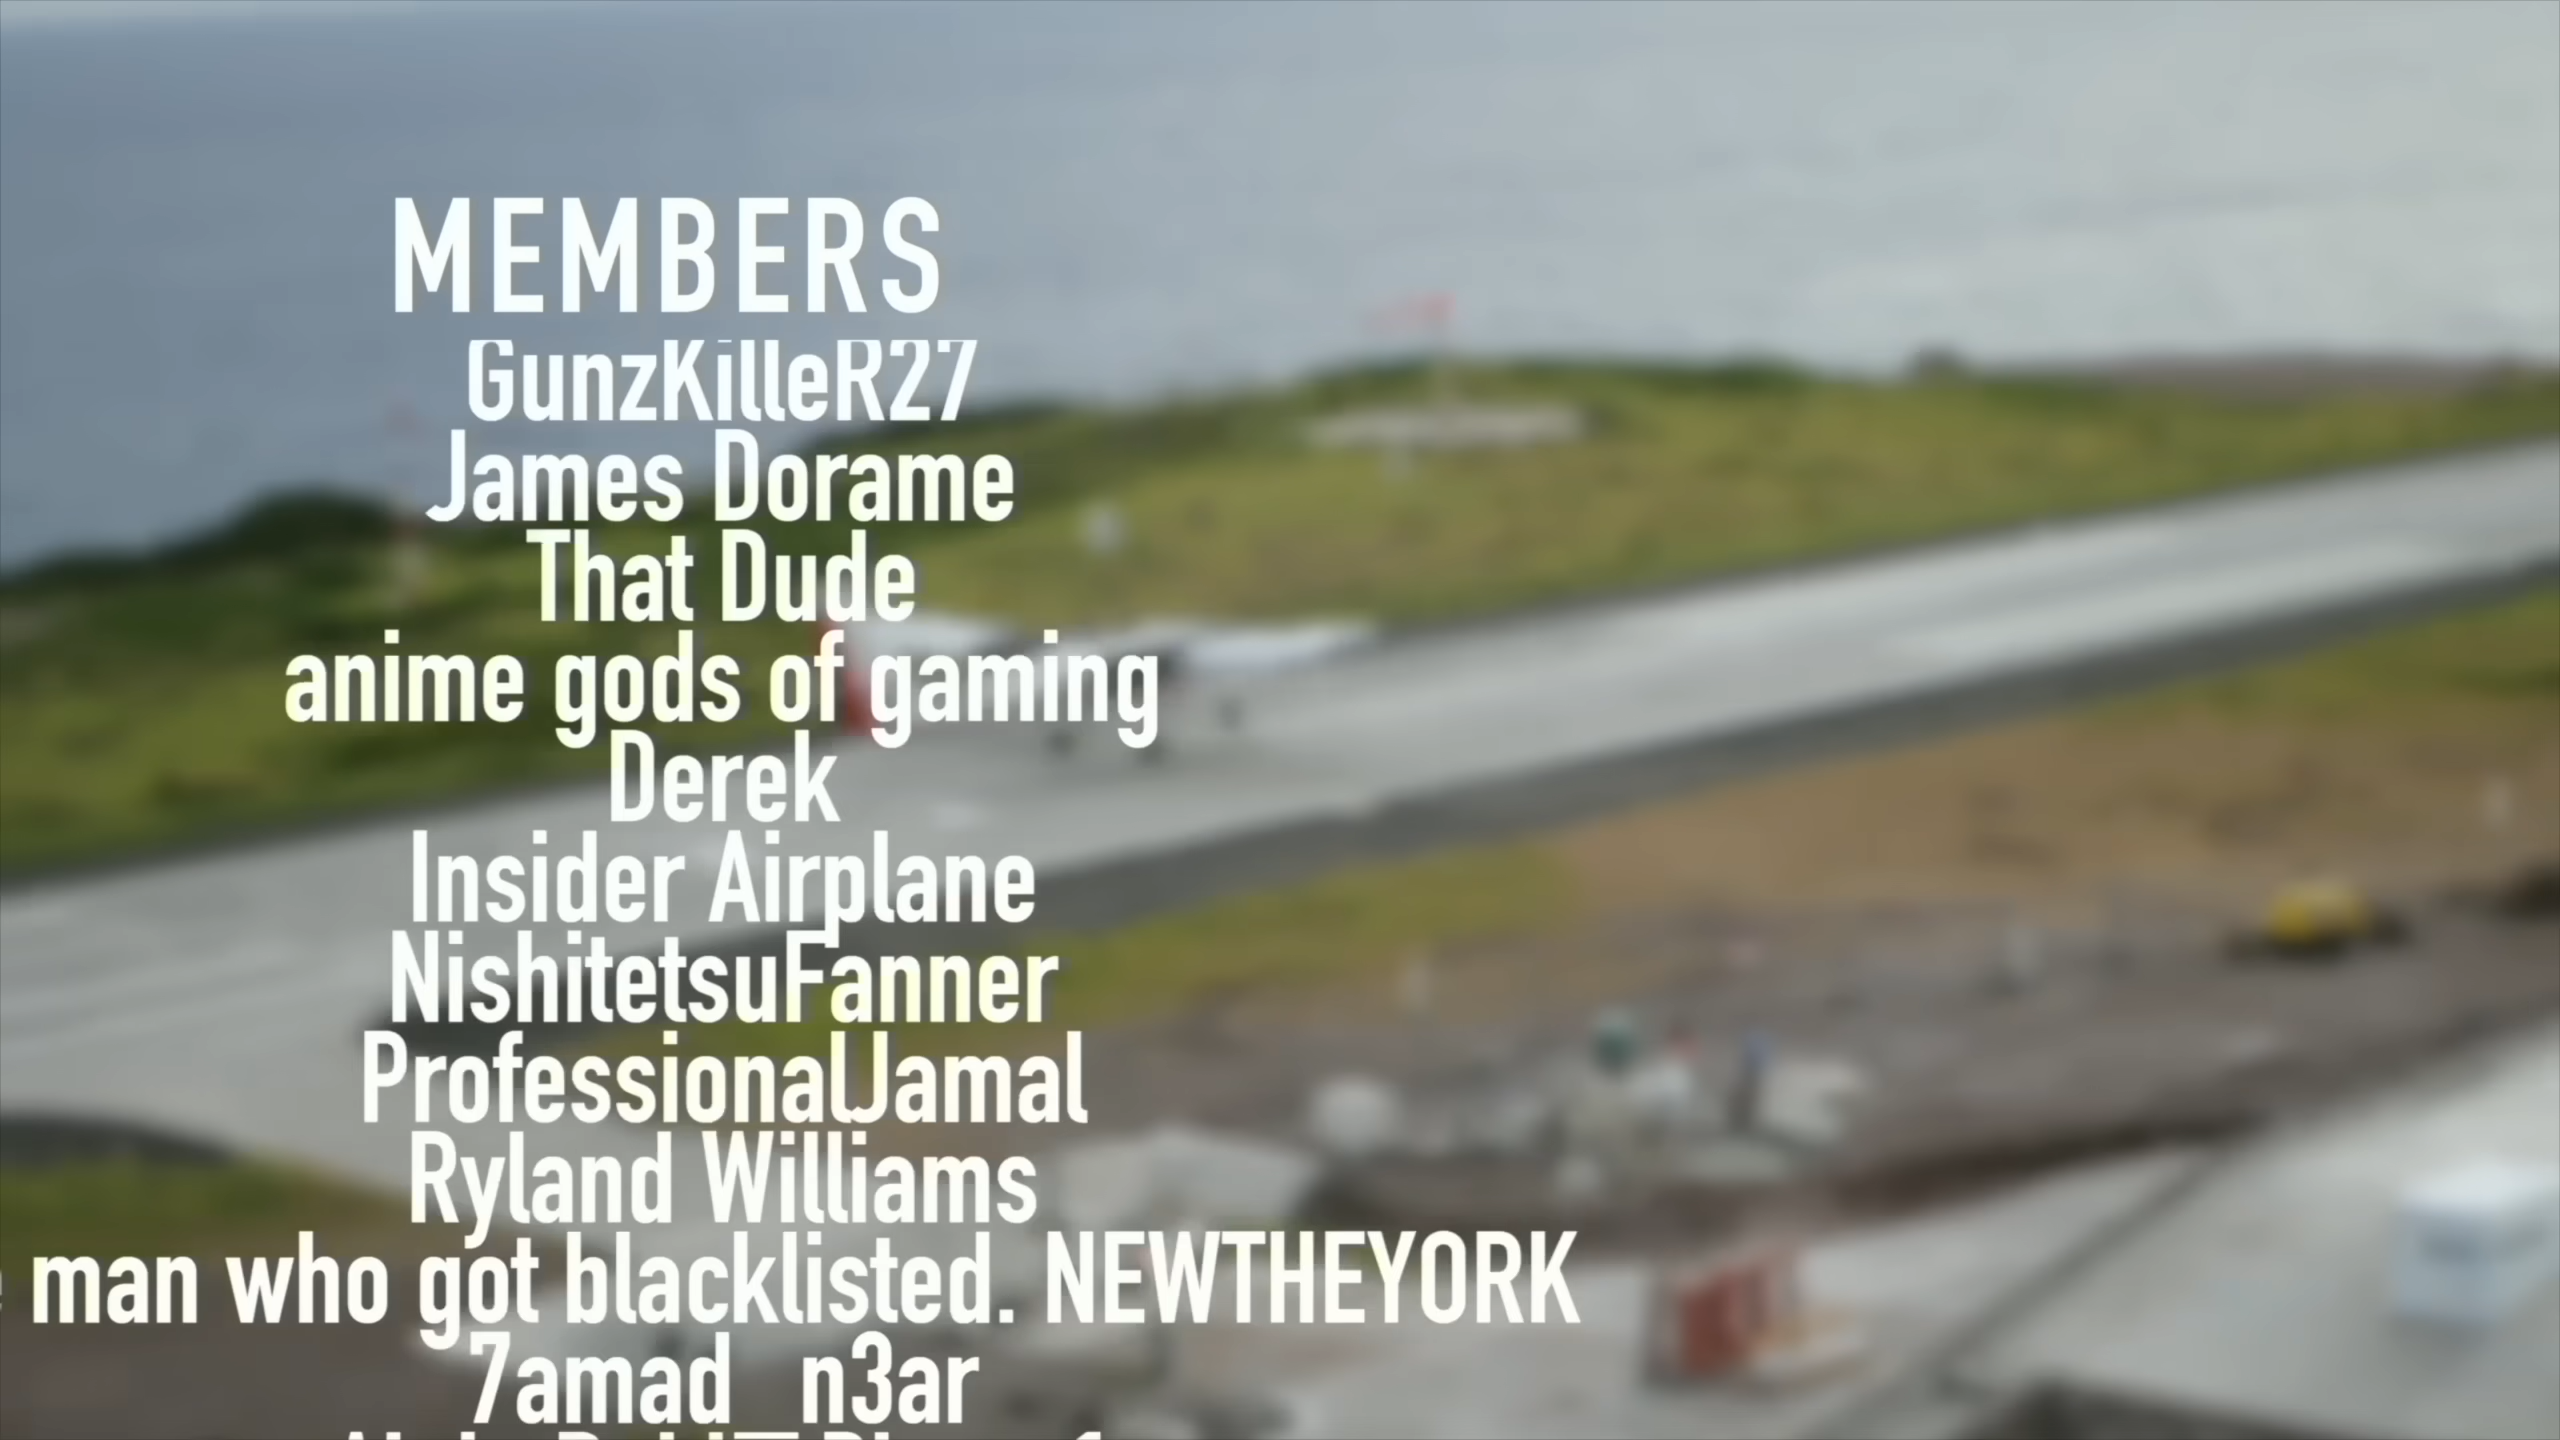 MEMBERS
GunzKilleR27
James Dorame
That Dude
anime gods of gaming
Derek
Insider Airplane
NishitetsuFanner
ProfessionalJamal
Ryland Williams
man who got blacklisted. NEWTHEYORK
7amad_n3ar